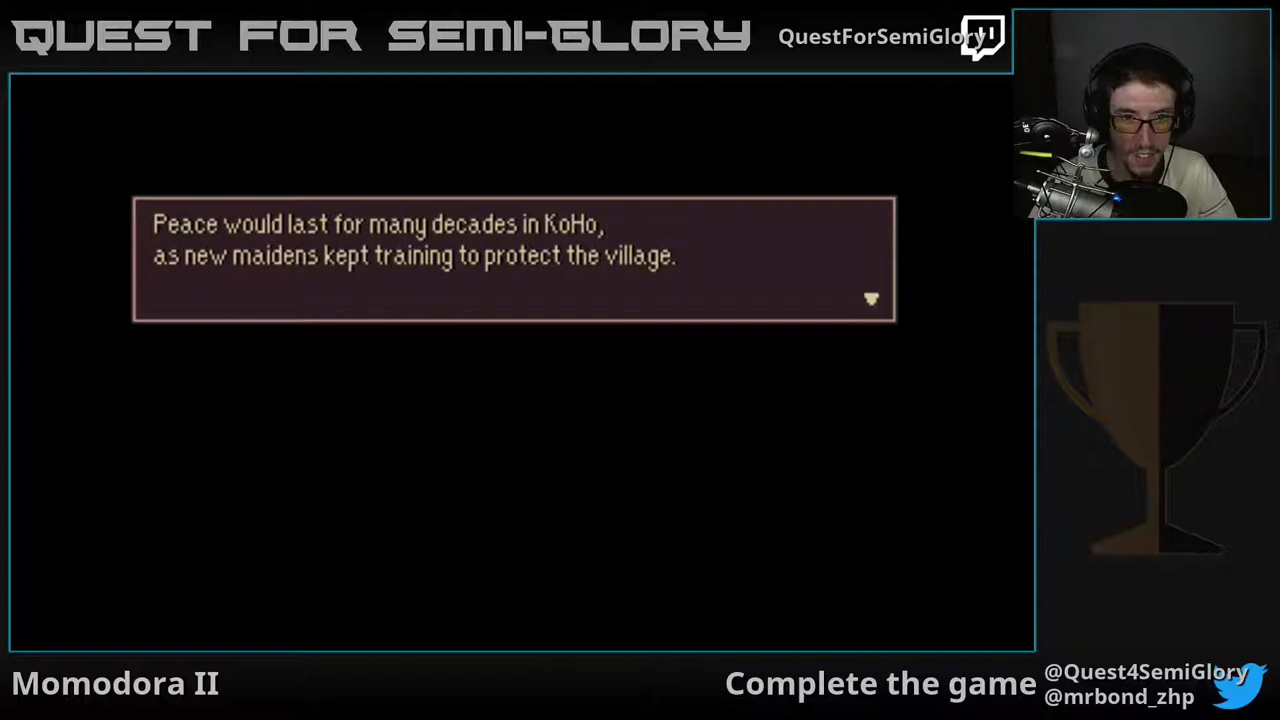 QUEST FOR SEMI-GLORY
QuestForSemiGlory
Peace would last for many decades in KoHo,
as new maidens kept training to protect the village.
Momodora II
Complete the game
@Quest4SemiGlory
@mrbond_zhp